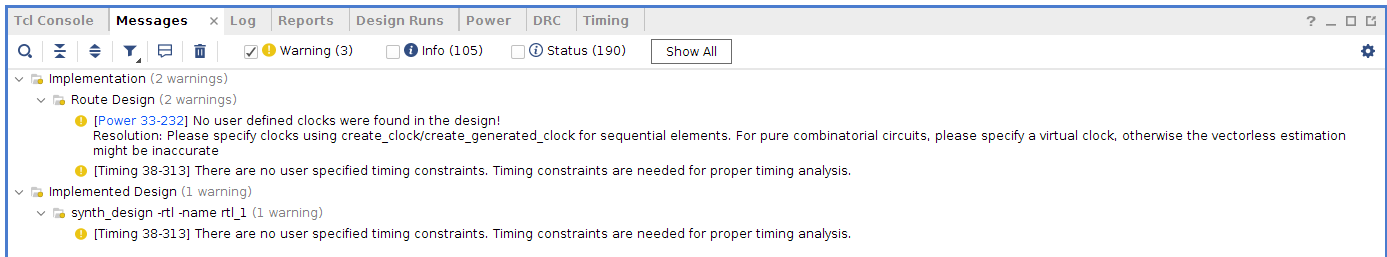 Tcl Console Messages × Log Reports Design Runs Power DRC Timing ?
Warning (3) Info (105) Status (190) Show All
Implementation (2 warnings)
Route Design (2 warnings)
[Power 33-232] No user defined clocks were found in the design!
Resolution: Please specify clocks using create_clock/create_generated_clock for sequential elements. For pure combinatorial circuits, please specify a virtual clock, otherwise the vectorless estimation
might be inaccurate
[Timing 38-313] There are no user specified timing constraints. Timing constraints are needed for proper timing analysis.
Implemented Design (1 warning)
synth_design -rtl -name rtl_1 (1 warning)
[Timing 38-313] There are no user specified timing constraints. Timing constraints are needed for proper timing analysis.